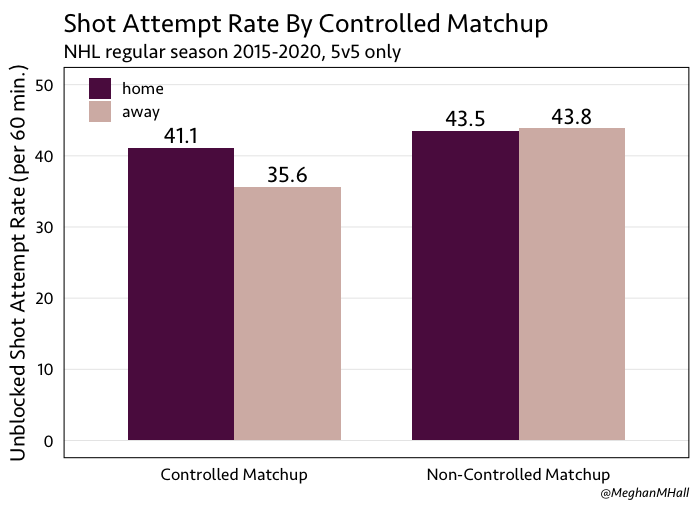 Shot Attempt Rate By Controlled Matchup
NHL regular season 2015-2020, 5v5 only
Unblocked Shot Attempt Rate (per 60 min.)
50
40
30
20
10
0
home
away
41.1
35.6
43.5
43.8
Controlled Matchup
Non-Controlled Matchup
@MeghanMHall